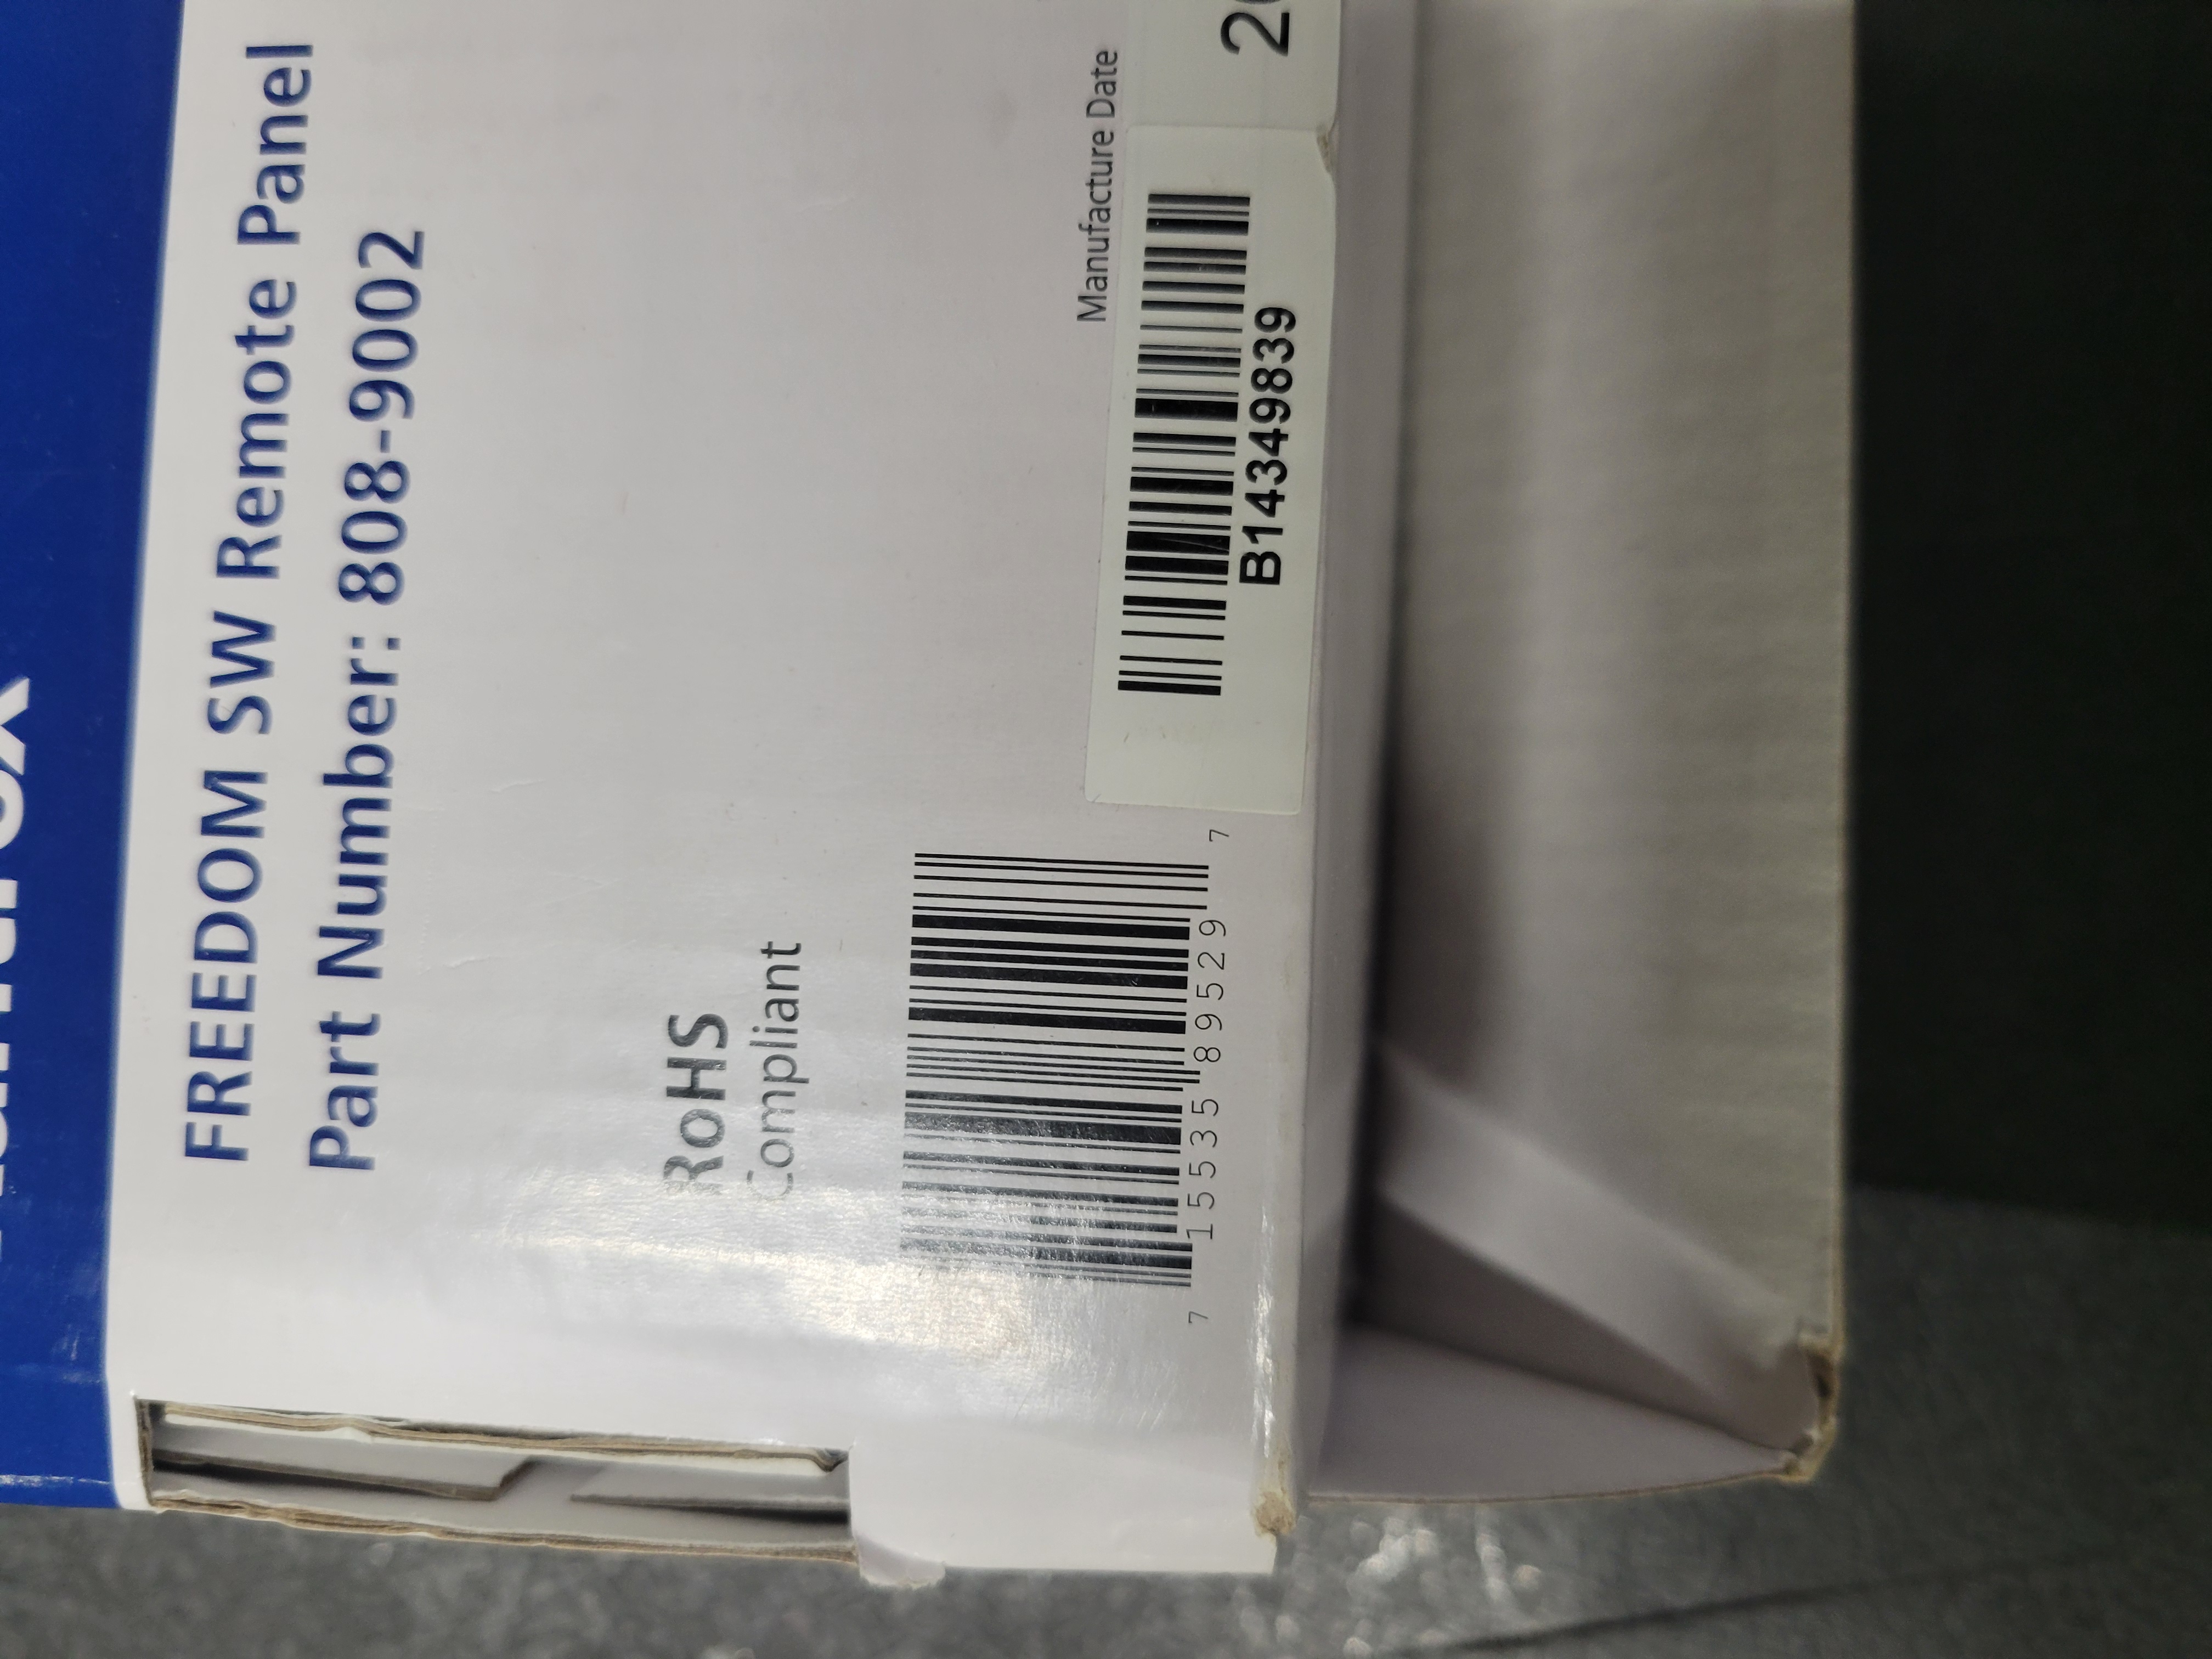 FREEDOM SW Remote Panel
Part Number: 808-9002
RoHS
Compliant
7 15535 89529 7
Manufacture Date
B14349839